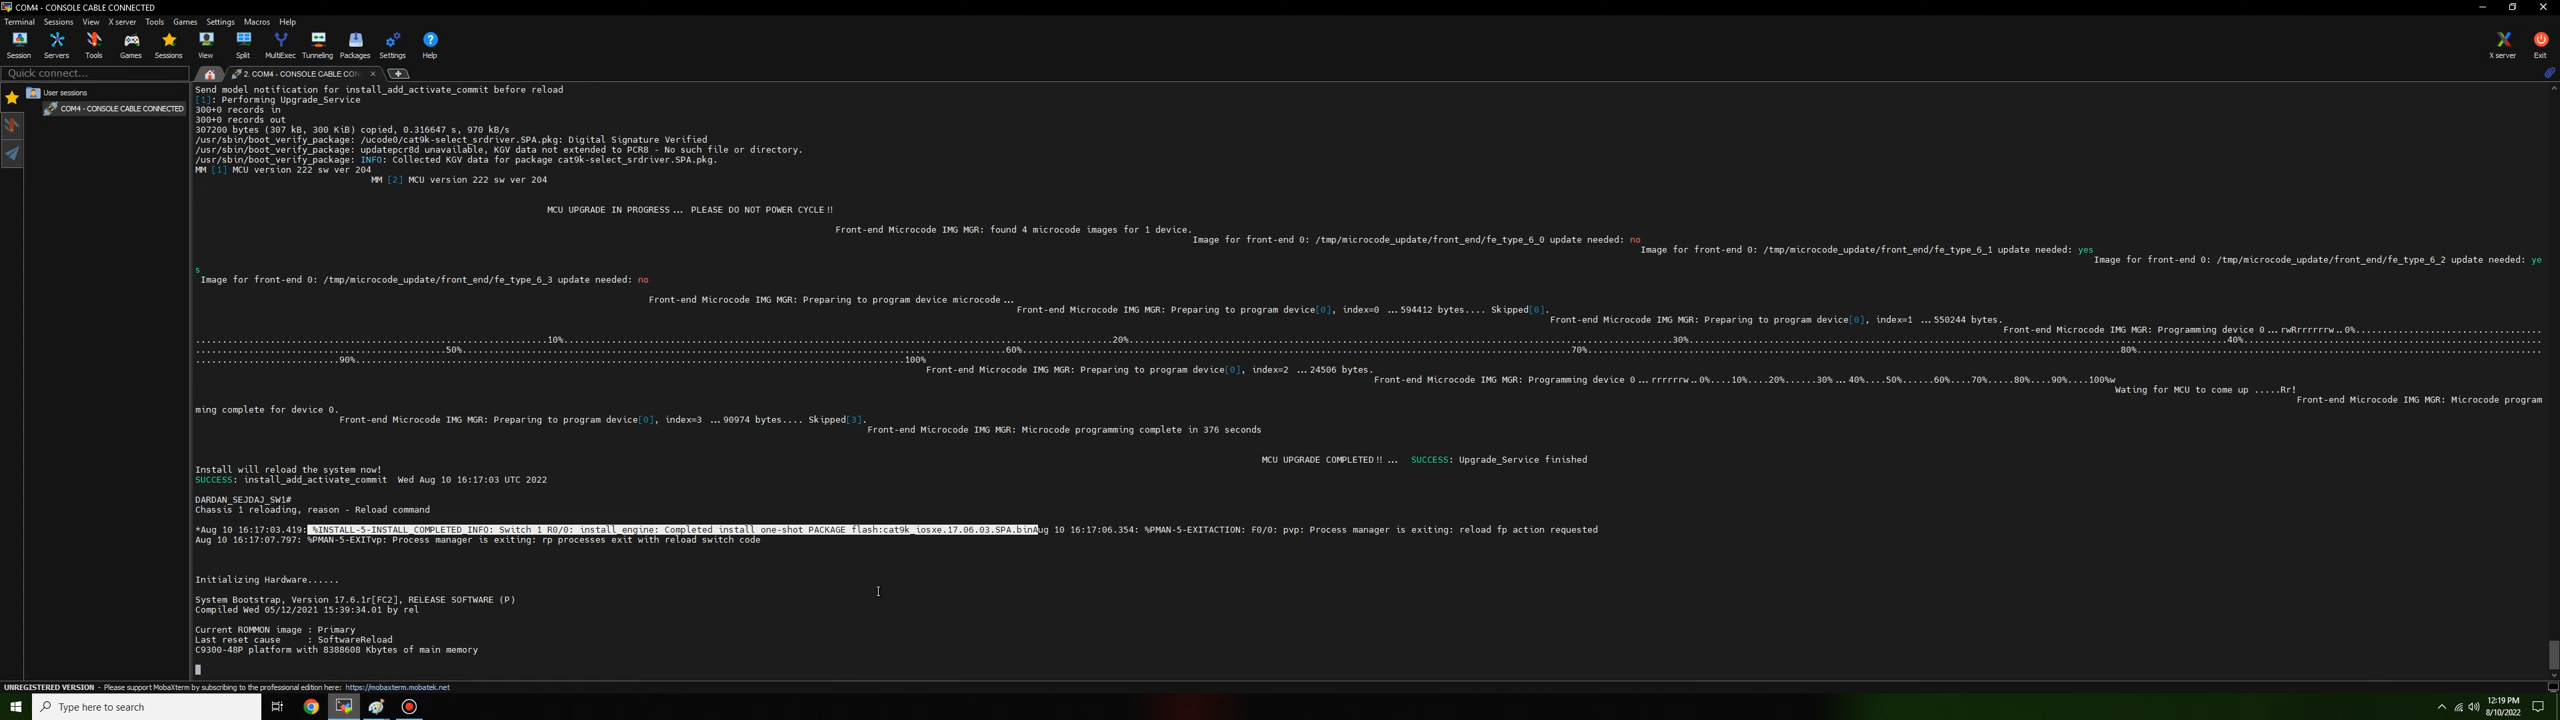 COM4 - CONSOLE CABLE CONNECTED
Terminal Sessions View X server Tools Games Settings Macros Help
Session Servers Tools Games Sessions View Split MultiExec Tunneling Packages Settings Help X server Exit
Quick connect...
2. COM4 - CONSOLE CABLE CON
User sessions
COM4 - CONSOLE CABLE CONNECTED
Send model notification for install_add_activate_commit before reload
[1]: Performing Upgrade_Service
300+0 records in
300+0 records out
307200 bytes (307 kB, 300 KiB) copied, 0.316647 s, 970 kB/s
/usr/sbin/boot_verify_package: /ucode0/cat9k-select_srdriver.SPA.pkg: Digital Signature Verified
/usr/sbin/boot_verify_package: updatepcr8d unavailable, KGV data not extended to PCR8 - No such file or directory.
/usr/sbin/boot_verify_package: INFO: Collected KGV data for package cat9k-select_srdriver.SPA.pkg.
MM [1] MCU version 222 sw ver 204
MM [2] MCU version 222 sw ver 204
MCU UPGRADE IN PROGRESS... PLEASE DO NOT POWER CYCLE!!
Front-end Microcode IMG MGR: found 4 microcode images for 1 device.
Image for front-end 0: /tmp/microcode_update/front_end/fe_type_6_0 update needed: no
Image for front-end 0: /tmp/microcode_update/front_end/fe_type_6_1 update needed: yes
Image for front-end 0: /tmp/microcode_update/front_end/fe_type_6_2 update needed: ye
s
Image for front-end 0: /tmp/microcode_update/front_end/fe_type_6_3 update needed: no
Front-end Microcode IMG MGR: Preparing to program device microcode...
Front-end Microcode IMG MGR: Preparing to program device[0], index=0 ...594412 bytes.... Skipped[0].
Front-end Microcode IMG MGR: Preparing to program device[0], index=1 ...550244 bytes.
Front-end Microcode IMG MGR: Programming device 0...rwRrrrrrw..0%...
...10%...20%...30%...40%...
...50%...60%...70%...80%...
...90%...100%
Front-end Microcode IMG MGR: Preparing to program device[0], index=2 ...24506 bytes.
Front-end Microcode IMG MGR: Programming device 0...rrrrrrw..0%....10%....20%......30%...40%....50%......60%....70%.....80%....90%....100%w
Wating for MCU to come up .....Rr!
Front-end Microcode IMG MGR: Microcode program
ming complete for device 0.
Front-end Microcode IMG MGR: Preparing to program device[0], index=3 ...90974 bytes.... Skipped[3].
Front-end Microcode IMG MGR: Microcode programming complete in 376 seconds
MCU UPGRADE COMPLETED!!... SUCCESS: Upgrade_Service finished
Install will reload the system now!
SUCCESS: install_add_activate_commit Wed Aug 10 16:17:03 UTC 2022
DARDAN_SEJDAJ_SW1#
Chassis 1 reloading, reason - Reload command
*Aug 10 16:17:03.419: %INSTALL-5-INSTALL_COMPLETED_INFO: Switch 1 R0/0: install_engine: Completed install one-shot PACKAGE flash:cat9k_iosxe.17.06.03.SPA.binAug 10 16:17:06.354: %PMAN-5-EXITACTION: F0/0: pvp: Process manager is exiting: reload fp action requested
Aug 10 16:17:07.797: %PMAN-5-EXITvp: Process manager is exiting: rp processes exit with reload switch code
Initializing Hardware......
System Bootstrap, Version 17.6.1r[FC2], RELEASE SOFTWARE (P)
Compiled Wed 05/12/2021 15:39:34.01 by rel
Current ROMMON image : Primary
Last reset cause : SoftwareReload
C9300-48P platform with 8388608 Kbytes of main memory
UNREGISTERED VERSION - Please support MobaXterm by subscribing to the professional edition here: https://mobaxterm.mobatek.net
Type here to search
12:19 PM
8/10/2022